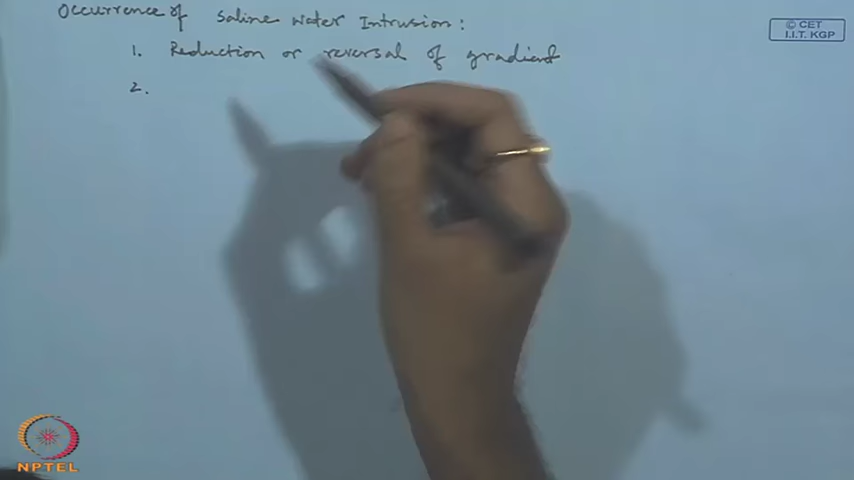 Occurrence of saline water Intrusion :
1. Reduction or reversal of gradient
2.
© CET
I.I.T. KGP
NPTEL